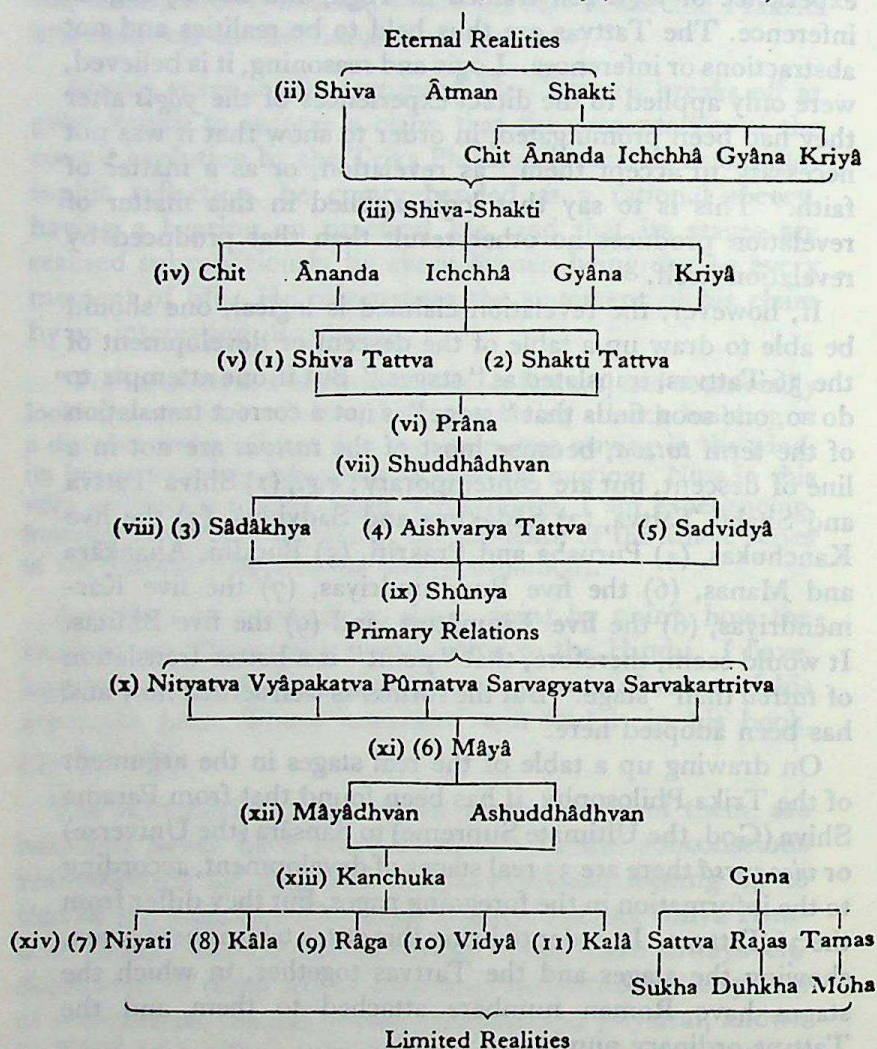 Eternal Realities
(ii) Shiva Âtman Shakti
Chit Ânanda Ichchhâ Gyâna Kriyâ
(iii) Shiva-Shakti
(iv) Chit Ânanda Ichchhâ Gyâna Kriyâ
(v) (1) Shiva Tattva (2) Shakti Tattva
(vi) Prâna
(vii) Shuddhâdhvan
(viii) (3) Sâdâkhya (4) Aishvarya Tattva (5) Sadvidyâ
(ix) Shûnya
Primary Relations
(x) Nityatva Vyâpakatva Pûrnatva Sarvagyatva Sarvakartritva
(xi) (6) Mâyâ
(xii) Mâyâdhvan Ashuddhâdhvan
(xiii) Kanchuka Guna
(xiv) (7) Niyati (8) Kâla (9) Râga (10) Vidyâ (11) Kalâ Sattva Rajas Tamas
Sukha Duhkha Môha
Limited Realities